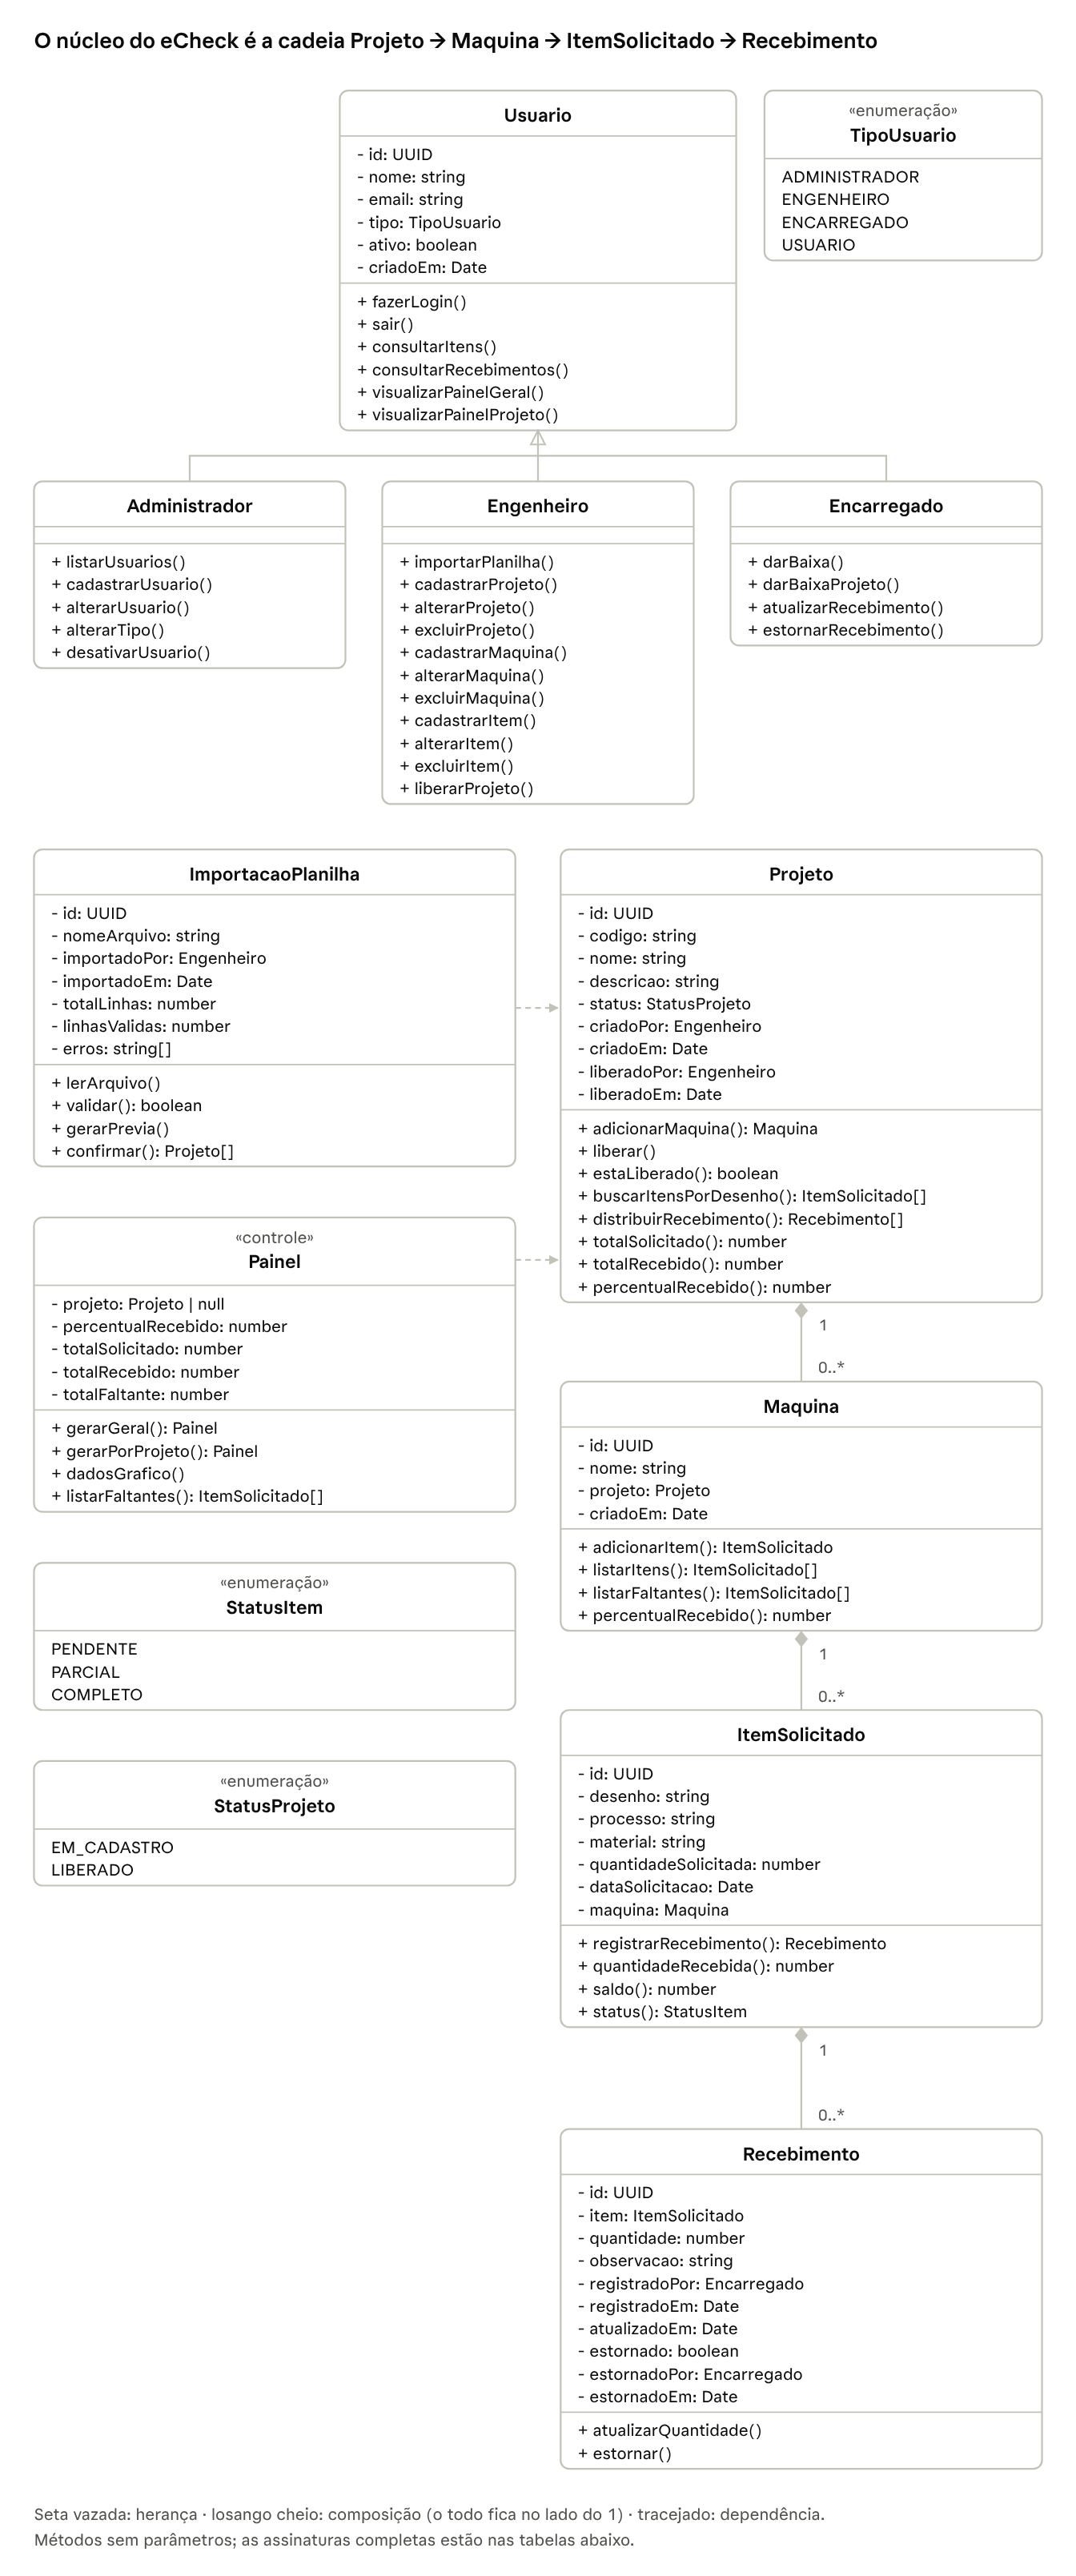 O núcleo do eCheck é a cadeia Projeto → Maquina → ItemSolicitado → Recebimento
Usuario
- id: UUID
- nome: string
- email: string
- tipo: TipoUsuario
- ativo: boolean
- criadoEm: Date
+ fazerLogin()
+ sair()
+ consultarItens()
+ consultarRecebimentos()
+ visualizarPainelGeral()
+ visualizarPainelProjeto()
«enumeração»
TipoUsuario
ADMINISTRADOR
ENGENHEIRO
ENCARREGADO
USUARIO
Administrador
+ listarUsuarios()
+ cadastrarUsuario()
+ alterarUsuario()
+ alterarTipo()
+ desativarUsuario()
Engenheiro
+ importarPlanilha()
+ cadastrarProjeto()
+ alterarProjeto()
+ excluirProjeto()
+ cadastrarMaquina()
+ alterarMaquina()
+ excluirMaquina()
+ cadastrarItem()
+ alterarItem()
+ excluirItem()
+ liberarProjeto()
Encarregado
+ darBaixa()
+ darBaixaProjeto()
+ atualizarRecebimento()
+ estornarRecebimento()
ImportacaoPlanilha
- id: UUID
- nomeArquivo: string
- importadoPor: Engenheiro
- importadoEm: Date
- totalLinhas: number
- linhasValidas: number
- erros: string[]
+ lerArquivo()
+ validar(): boolean
+ gerarPrevia()
+ confirmar(): Projeto[]
Projeto
- id: UUID
- codigo: string
- nome: string
- descricao: string
- status: StatusProjeto
- criadoPor: Engenheiro
- criadoEm: Date
- liberadoPor: Engenheiro
- liberadoEm: Date
+ adicionarMaquina(): Maquina
+ liberar()
+ estaLiberado(): boolean
+ buscarItensPorDesenho(): ItemSolicitado[]
+ distribuirRecebimento(): Recebimento[]
+ totalSolicitado(): number
+ totalRecebido(): number
+ percentualRecebido(): number
«controle»
Painel
- projeto: Projeto | null
- percentualRecebido: number
- totalSolicitado: number
- totalRecebido: number
- totalFaltante: number
+ gerarGeral(): Painel
+ gerarPorProjeto(): Painel
+ dadosGrafico()
+ listarFaltantes(): ItemSolicitado[]
1
0..*
Maquina
- id: UUID
- nome: string
- projeto: Projeto
- criadoEm: Date
+ adicionarItem(): ItemSolicitado
+ listarItens(): ItemSolicitado[]
+ listarFaltantes(): ItemSolicitado[]
+ percentualRecebido(): number
«enumeração»
StatusItem
PENDENTE
PARCIAL
COMPLETO
1
0..*
«enumeração»
StatusProjeto
EM_CADASTRO
LIBERADO
ItemSolicitado
- id: UUID
- desenho: string
- processo: string
- material: string
- quantidadeSolicitada: number
- dataSolicitacao: Date
- maquina: Maquina
+ registrarRecebimento(): Recebimento
+ quantidadeRecebida(): number
+ saldo(): number
+ status(): StatusItem
1
0..*
Recebimento
- id: UUID
- item: ItemSolicitado
- quantidade: number
- observacao: string
- registradoPor: Encarregado
- registradoEm: Date
- atualizadoEm: Date
- estornado: boolean
- estornadoPor: Encarregado
- estornadoEm: Date
+ atualizarQuantidade()
+ estornar()
Seta vazada: herança · losango cheio: composição (o todo fica no lado do 1) · tracejado: dependência.
Métodos sem parâmetros; as assinaturas completas estão nas tabelas abaixo.